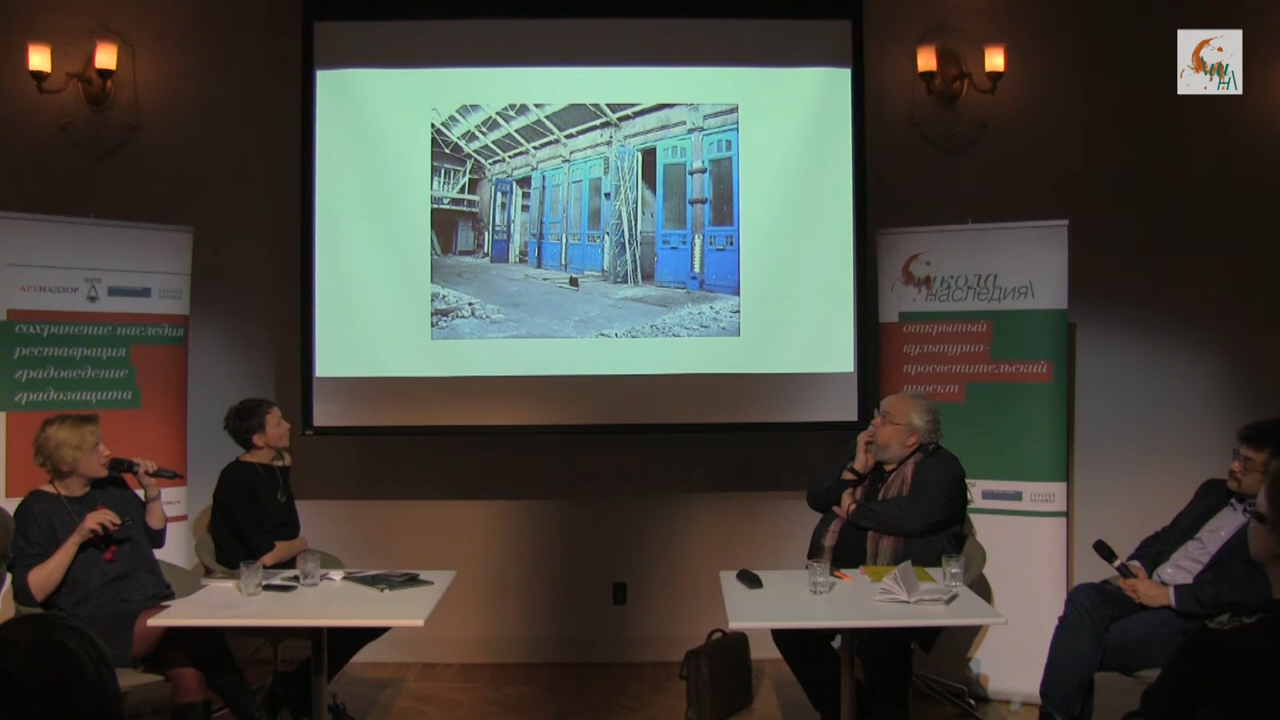 АРХНАДЗОР
сохранение наследия
реставрация
градоведение
градозащита
школа
наследия\
открытый
культурно-
просветительский
проект